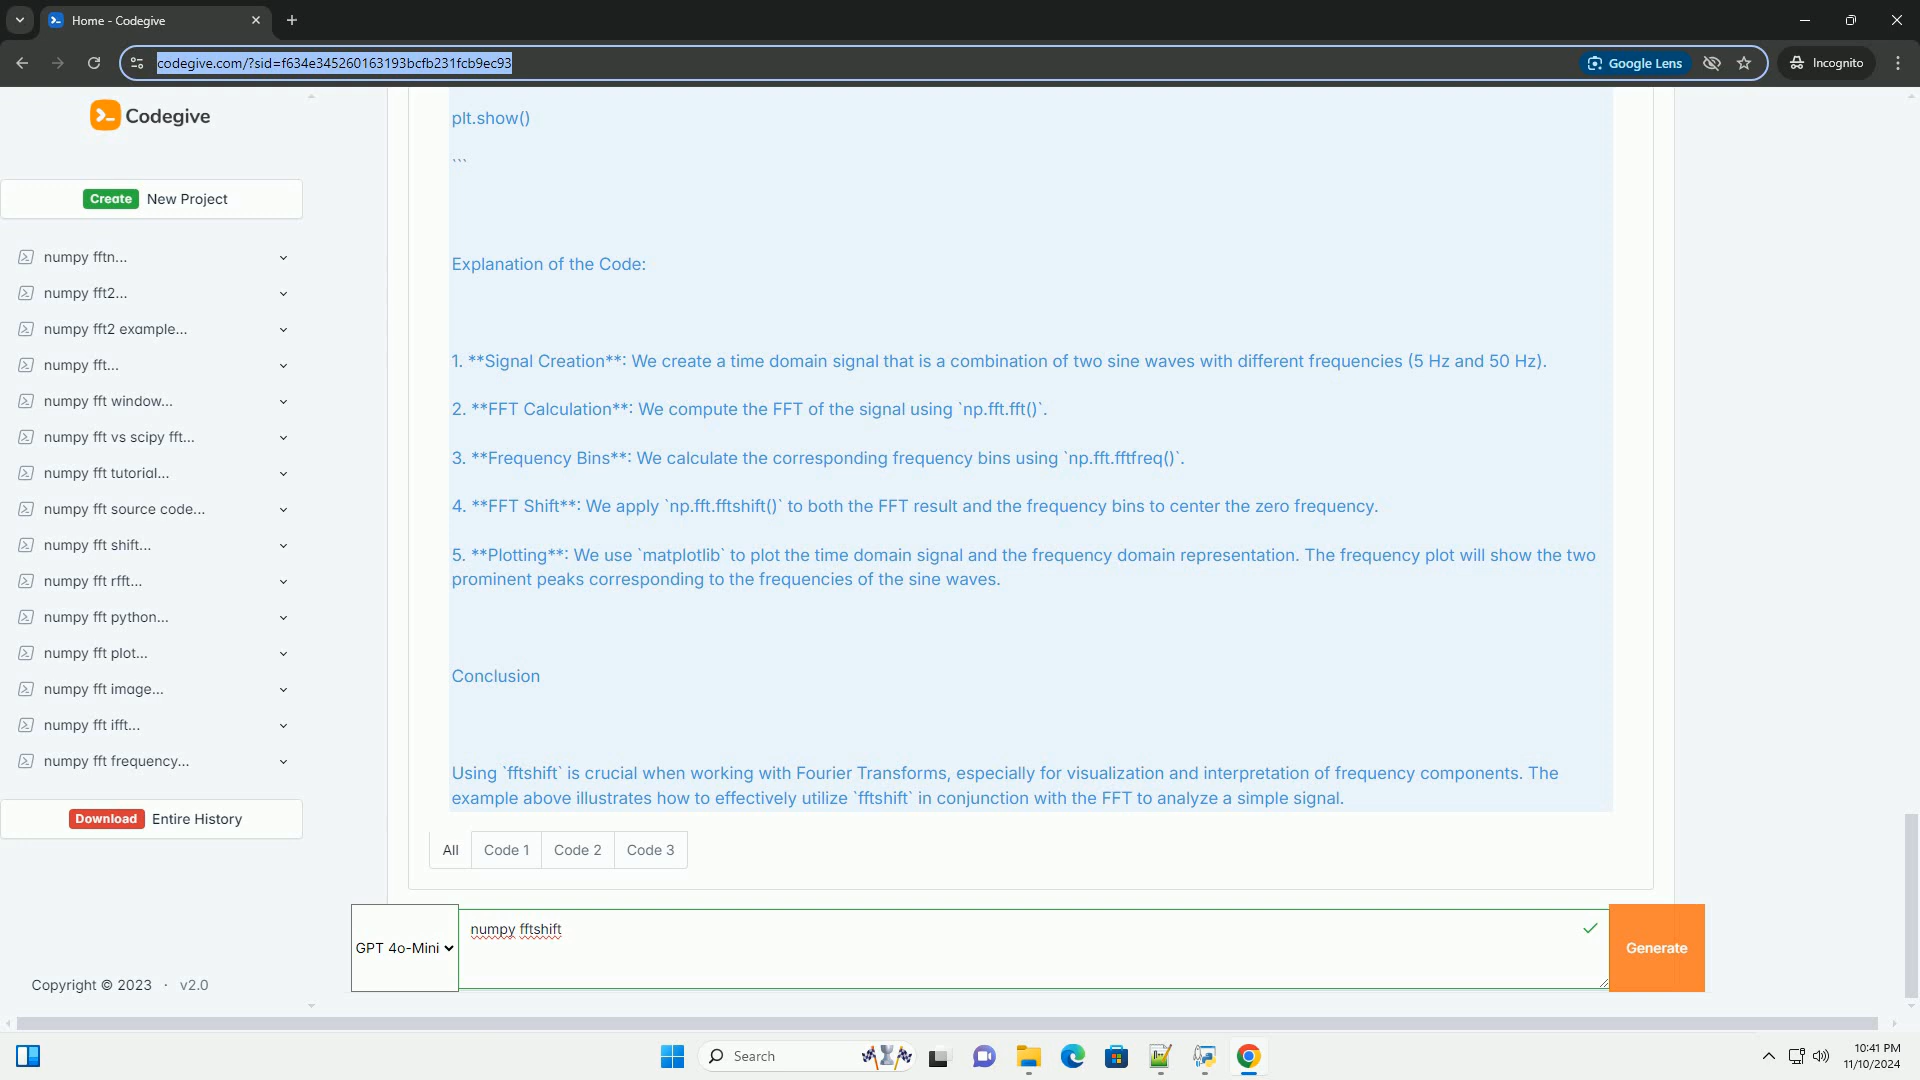 Home - Codegive
codegive.com/?sid=f634e345260163193bcfb231fcb9ec93
Google Lens
Incognito
Codegive
Create New Project
numpy fftn...
numpy fft2...
numpy fft2 example...
numpy fft...
numpy fft window...
numpy fft vs scipy fft...
numpy fft tutorial...
numpy fft source code...
numpy fft shift...
numpy fft rfft...
numpy fft python...
numpy fft plot...
numpy fft image...
numpy fft ifft...
numpy fft frequency...
Download Entire History
Copyright © 2023 · v2.0
plt.show()
```
Explanation of the Code:
1. **Signal Creation**: We create a time domain signal that is a combination of two sine waves with different frequencies (5 Hz and 50 Hz).
2. **FFT Calculation**: We compute the FFT of the signal using `np.fft.fft()`.
3. **Frequency Bins**: We calculate the corresponding frequency bins using `np.fft.fftfreq()`.
4. **FFT Shift**: We apply `np.fft.fftshift()` to both the FFT result and the frequency bins to center the zero frequency.
5. **Plotting**: We use `matplotlib` to plot the time domain signal and the frequency domain representation. The frequency plot will show the two
prominent peaks corresponding to the frequencies of the sine waves.
Conclusion
Using `fftshift` is crucial when working with Fourier Transforms, especially for visualization and interpretation of frequency components. The
example above illustrates how to effectively utilize `fftshift` in conjunction with the FFT to analyze a simple signal.
All Code 1 Code 2 Code 3
GPT 4o-Mini
numpy fftshift
Generate
Search
10:41 PM
11/10/2024